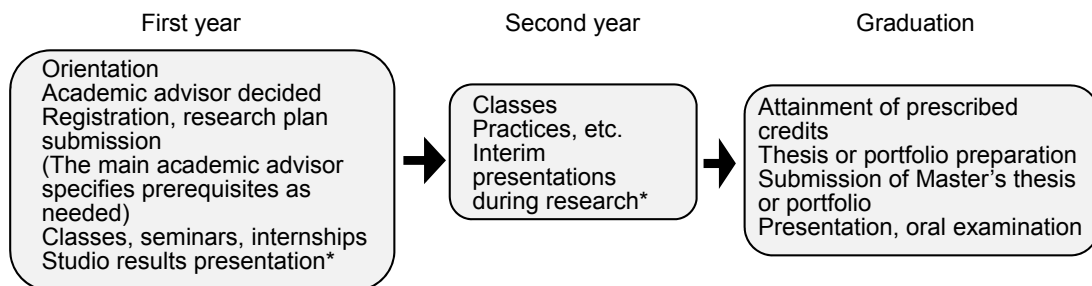 First year
Orientation
Academic advisor decided
Registration, research plan
submission
(The main academic advisor
specifies prerequisites as
needed)
Classes, seminars, internships
Studio results presentation*
Second year
Classes
Practices, etc.
Interim
presentations
during research*
Graduation
Attainment of prescribed
credits
Thesis or portfolio preparation
Submission of Master's thesis
or portfolio
Presentation, oral examination